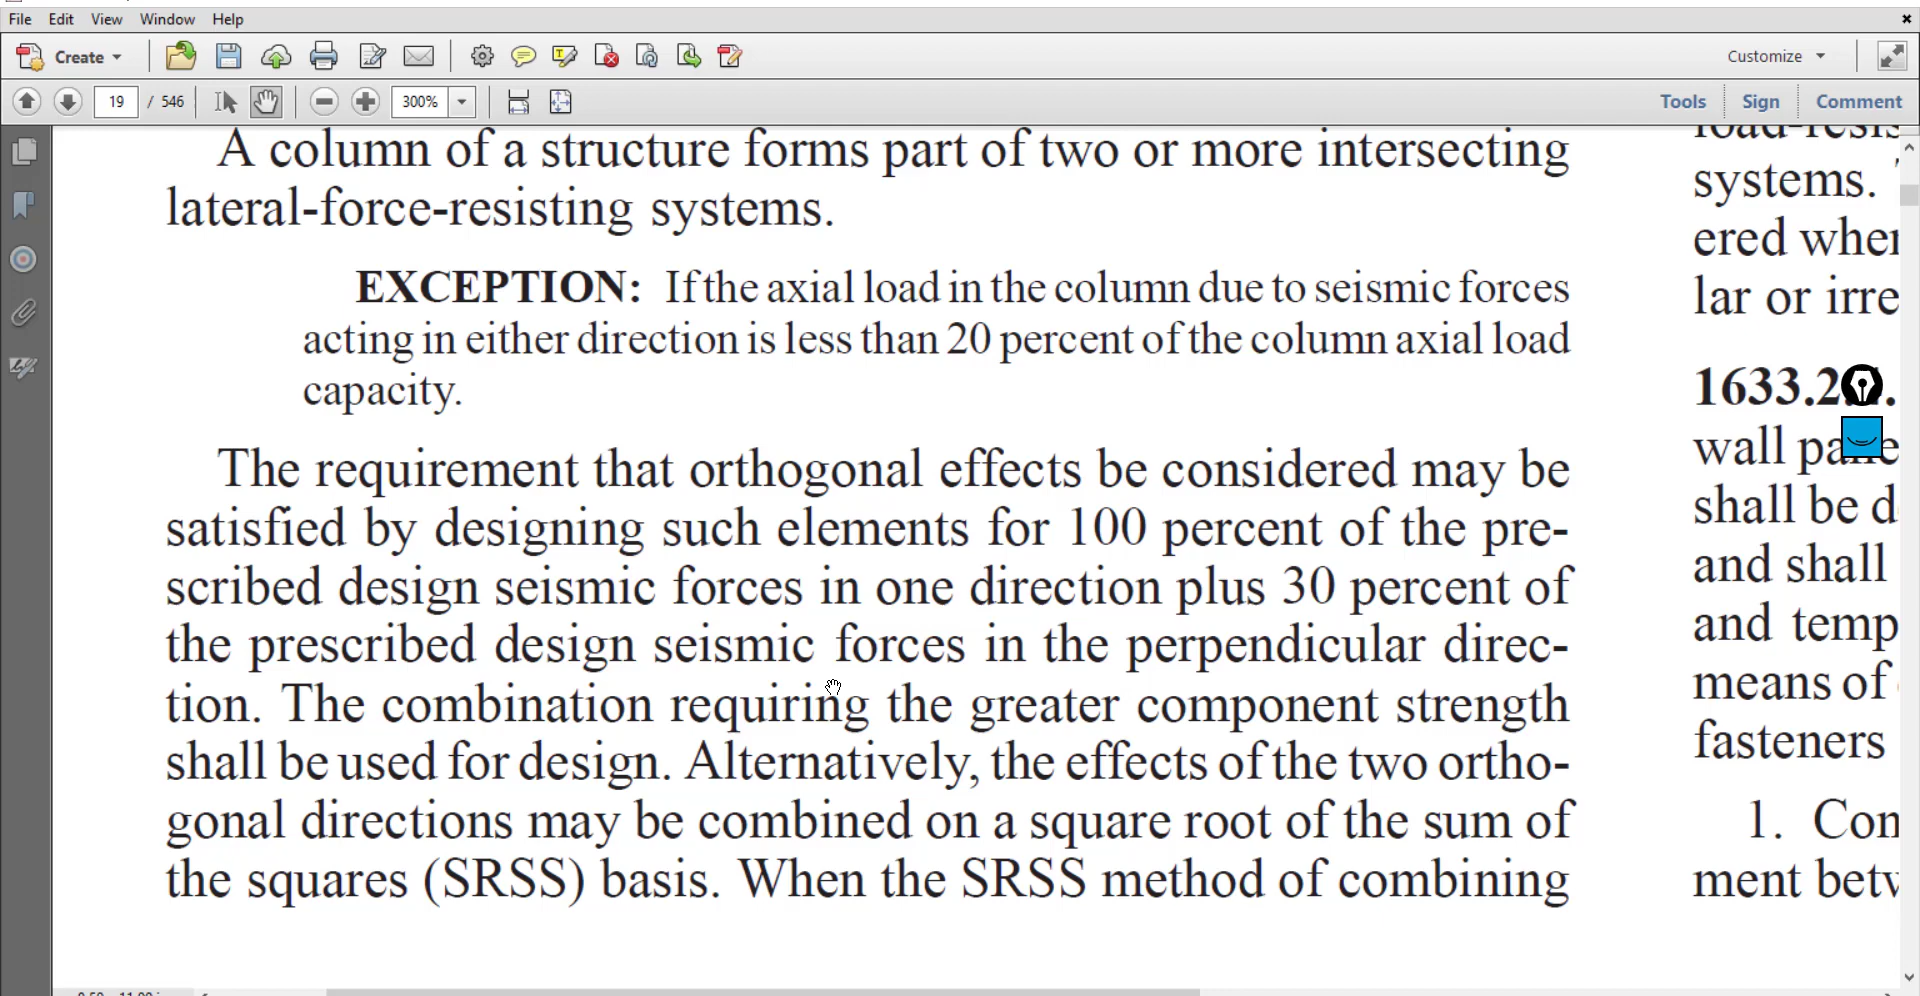 File Edit View Window Help
Create
Customize
19 / 546
300%
Tools Sign Comment
A column of a structure forms part of two or more intersecting
lateral-force-resisting systems.
EXCEPTION: If the axial load in the column due to seismic forces
acting in either direction is less than 20 percent of the column axial load
capacity.
The requirement that orthogonal effects be considered may be
satisfied by designing such elements for 100 percent of the pre-
scribed design seismic forces in one direction plus 30 percent of
the prescribed design seismic forces in the perpendicular direc-
tion. The combination requiring the greater component strength
shall be used for design. Alternatively, the effects of the two ortho-
gonal directions may be combined on a square root of the sum of
the squares (SRSS) basis. When the SRSS method of combining
systems.
ered wher
lar or irre
1633.2
wall
shall be d
and shall
and temp
means of
fasteners
1. Con
ment betv